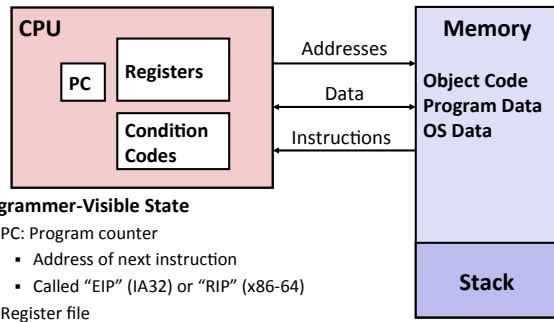 CPU
PC
Registers
Condition
Codes
Addresses
Data
Instructions
Memory
Object Code
Program Data
OS Data
Stack
grammer-Visible State
PC: Program counter
▪ Address of next instruction
▪ Called “EIP” (IA32) or “RIP” (x86-64)
Register file